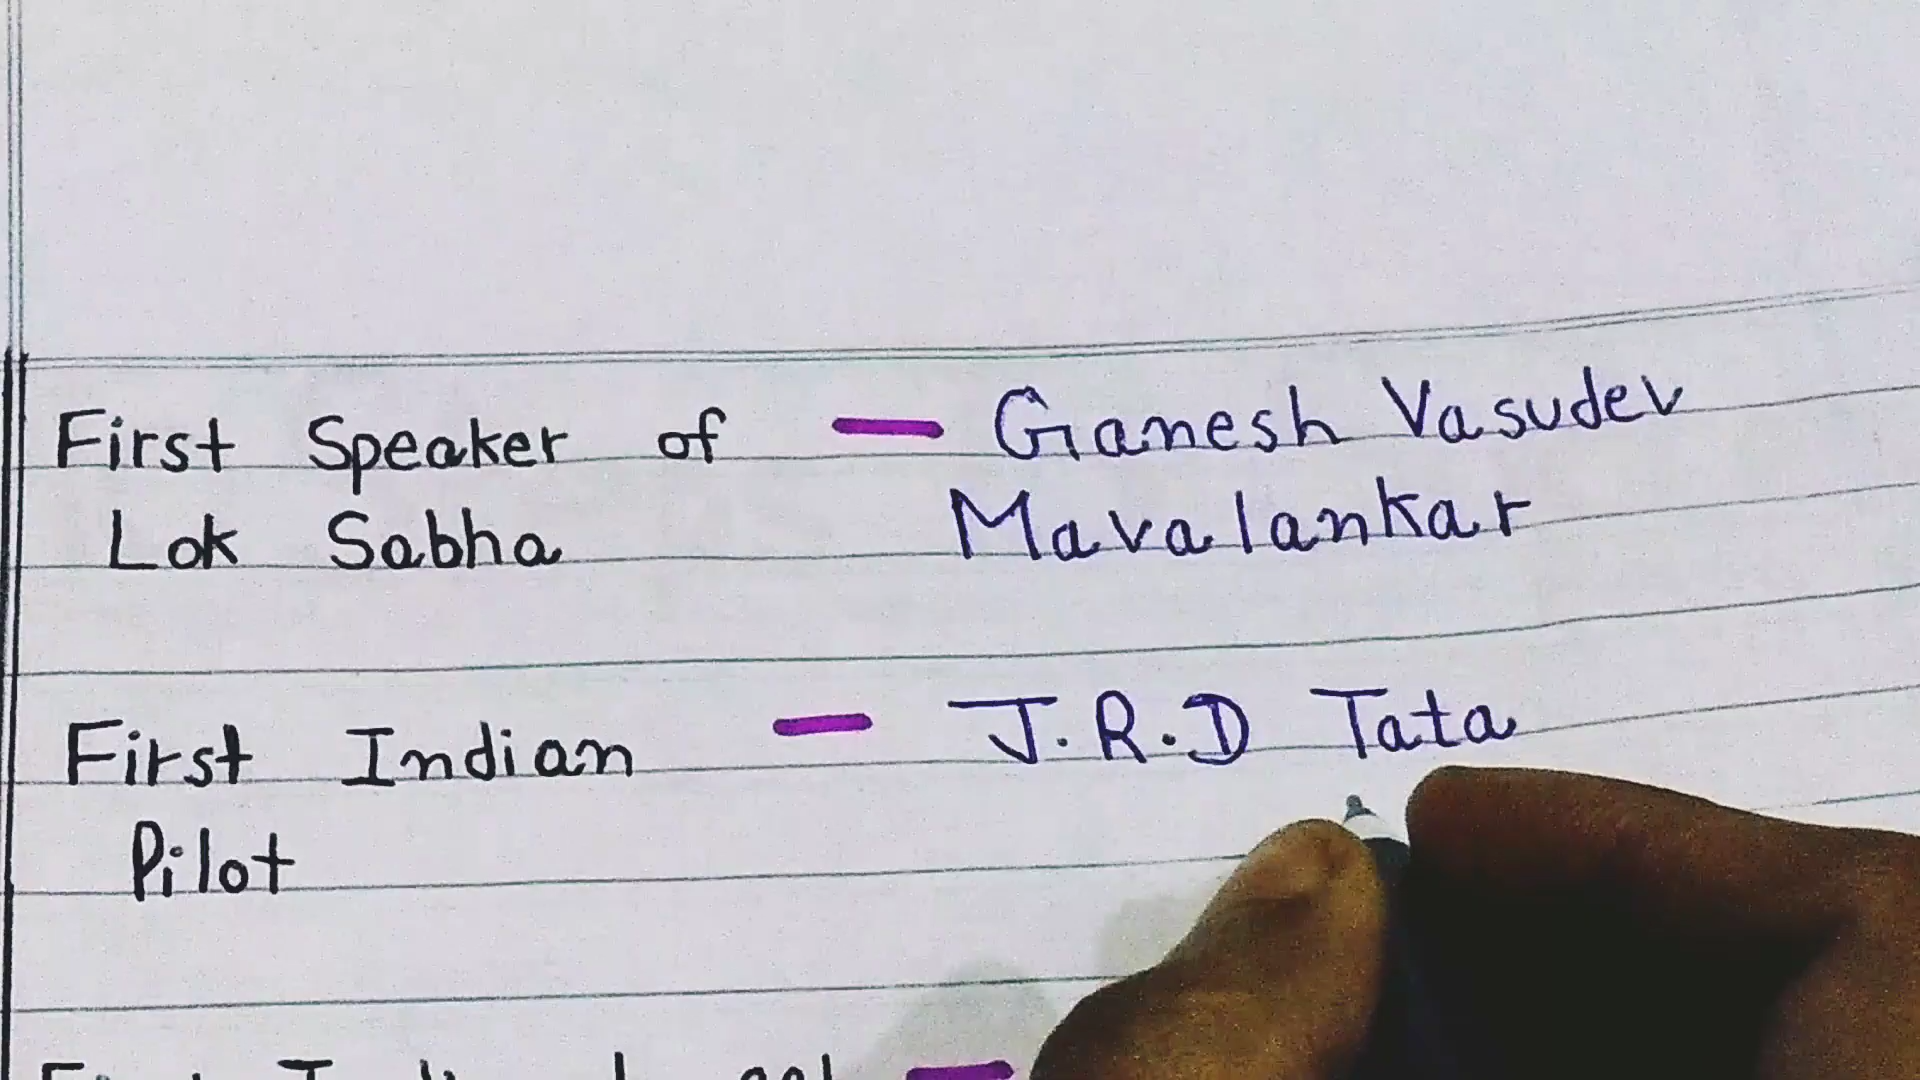 First Speaker of — Ganesh Vasudev
Lok Sabha Mavalankar
First Indian — J.R.D Tata
Pilot